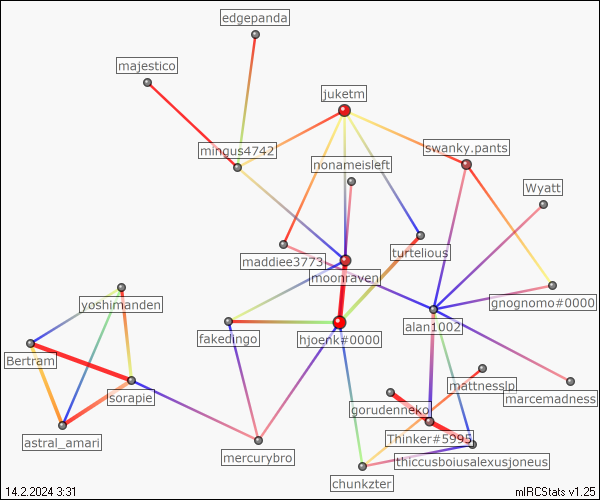 edgepanda
majestico
juketm
mingus4742
swanky.pants
nonameisleft
Wyatt
maddiee3773
turtelious
moonraven
yoshimanden
gnognomo#0000
fakedingo
hjoenk#0000
alan1002
Bertram
mattnesslp
sorapie
marcemadness
gorudenneko
astral_amari
Thinker#5995
mercurybro
thiccusboiusalexusjoneus
chunkzter
14.2.2024 3:31
mIRCStats v1.25